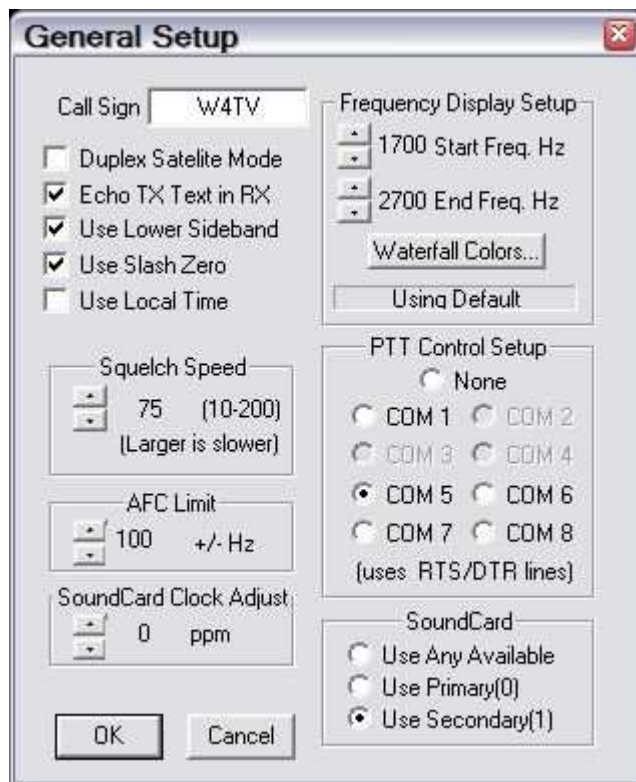 General Setup
Call Sign W4TV
Duplex Satelite Mode
Echo TX Text in RX
Use Lower Sideband
Use Slash Zero
Use Local Time
Squelch Speed
75 (10-200)
(Larger is slower)
AFC Limit
100 +/- Hz
SoundCard Clock Adjust
0 ppm
OK Cancel
Frequency Display Setup
1700 Start Freq. Hz
2700 End Freq. Hz
Waterfall Colors...
Using Default
PTT Control Setup
None
COM 1 COM 2
COM 3 COM 4
COM 5 COM 6
COM 7 COM 8
(uses RTS/DTR lines)
SoundCard
Use Any Available
Use Primary(0)
Use Secondary(1)